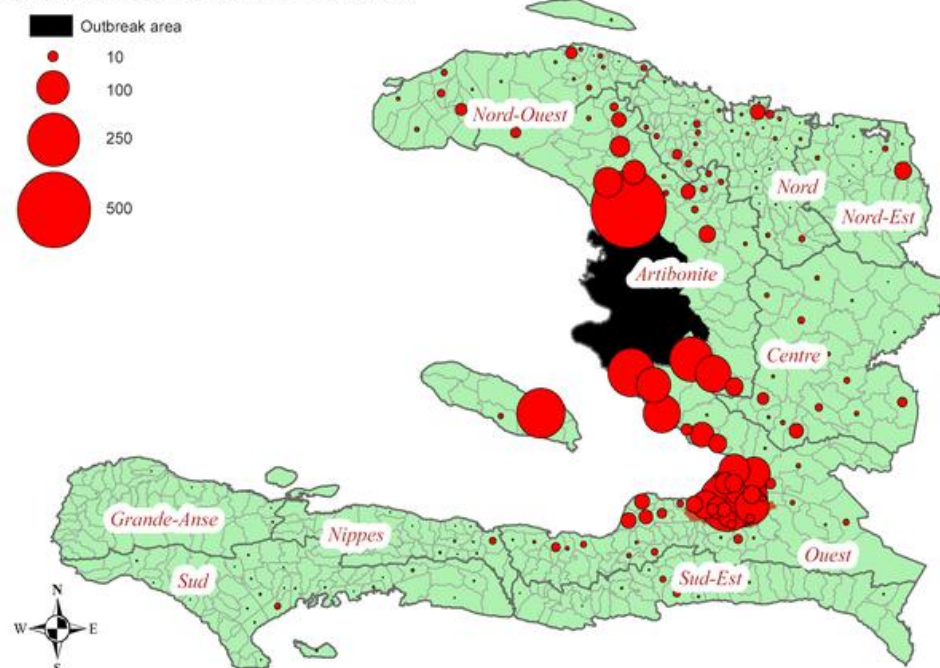 Outbreak area
10
100
250
500
Nord-Ouest
Nord
Nord-Est
Artibonite
Centre
Grande-Anse
Nippes
Ouest
Sud
Sud-Est
N
W E
S